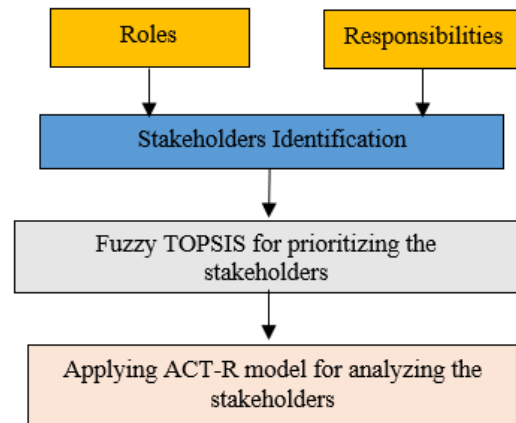 Roles
Responsibilities
Stakeholders Identification
Fuzzy TOPSIS for prioritizing the
stakeholders
Applying ACT-R model for analyzing the
stakeholders